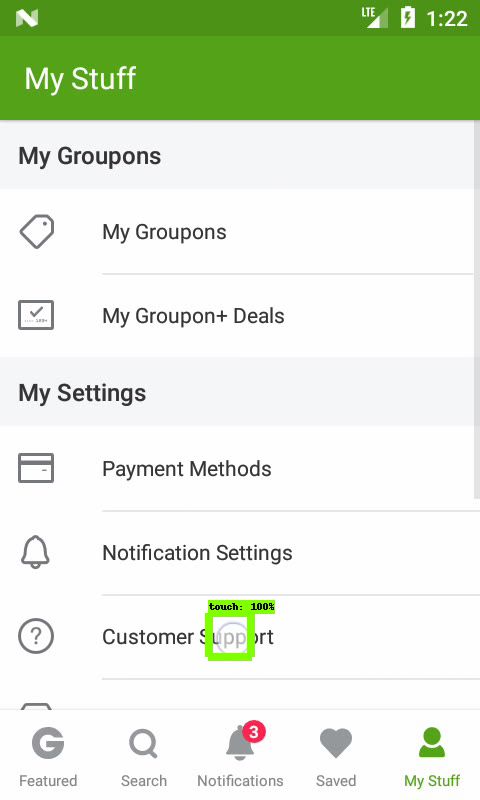 LTE 1:22
My Stuff
My Groupons
My Groupons
My Groupon+ Deals
My Settings
Payment Methods
Notification Settings
touch: 100%
Customer Support
3
Featured Search Notifications Saved My Stuff